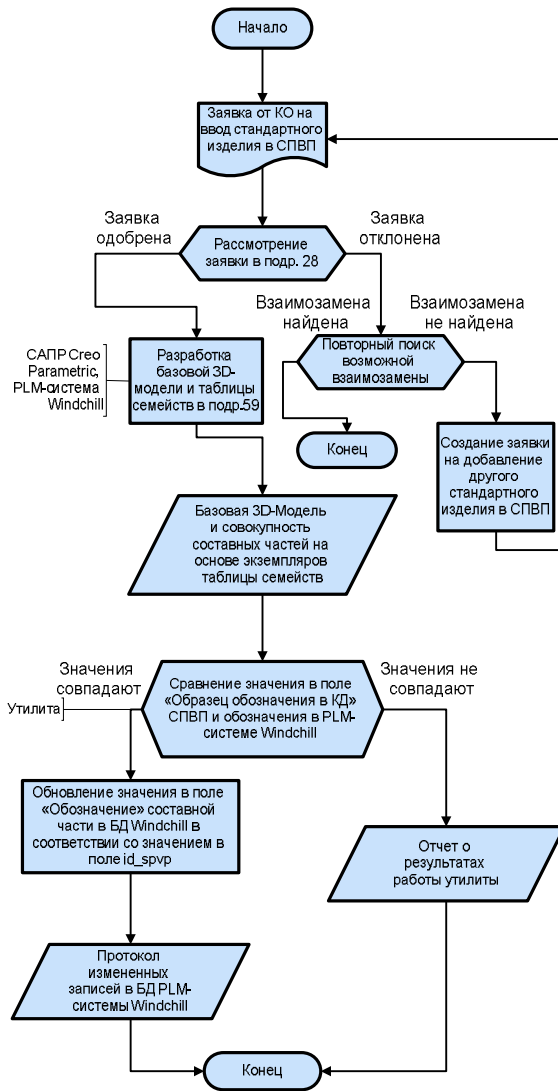 Начало
Заявка от КО на
ввод стандартного
изделия в СПВП
Заявка
одобрена
Заявка
отклонена
Рассмотрение
заявки в подр. 28
Взаимозамена
найдена
Взаимозамена
не найдена
САПР Creo
Parametric,
PLM-система
Windchill
Разработка
базовой 3D-
модели и таблицы
семейств в подр.59
Повторный поиск
возможной
взаимозамены
Конец
Создание заявки
на добавление
другого
стандартного
изделия в СПВП
Базовая 3D-Модель
и совокупность
составных частей на
основе экземпляров
таблицы семейств
Значения
совпадают
Значения не
совпадают
Утилита
Сравнение значения в поле
«Образец обозначения в КД»
СПВП и обозначения в PLM-
системе Windchill
Обновление значения в поле
«Обозначение» составной
части в БД Windchill в
соответствии со значением в
поле id_spvp
Отчет о
результатах
работы утилиты
Протокол
измененных
записей в БД PLM-
системы Windchill
Конец